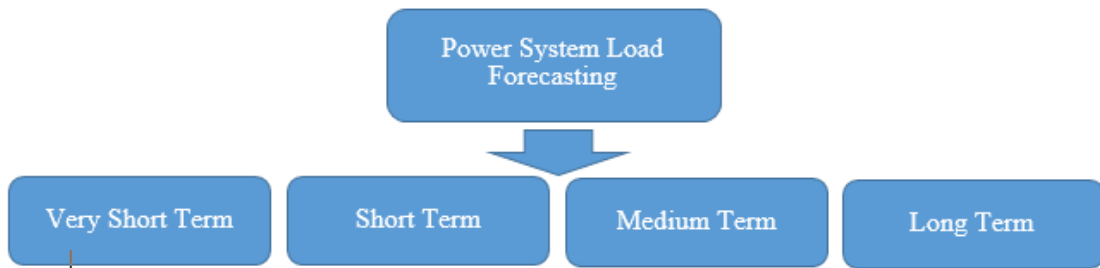 Power System Load
Forecasting
Very Short Term
Short Term
Medium Term
Long Term